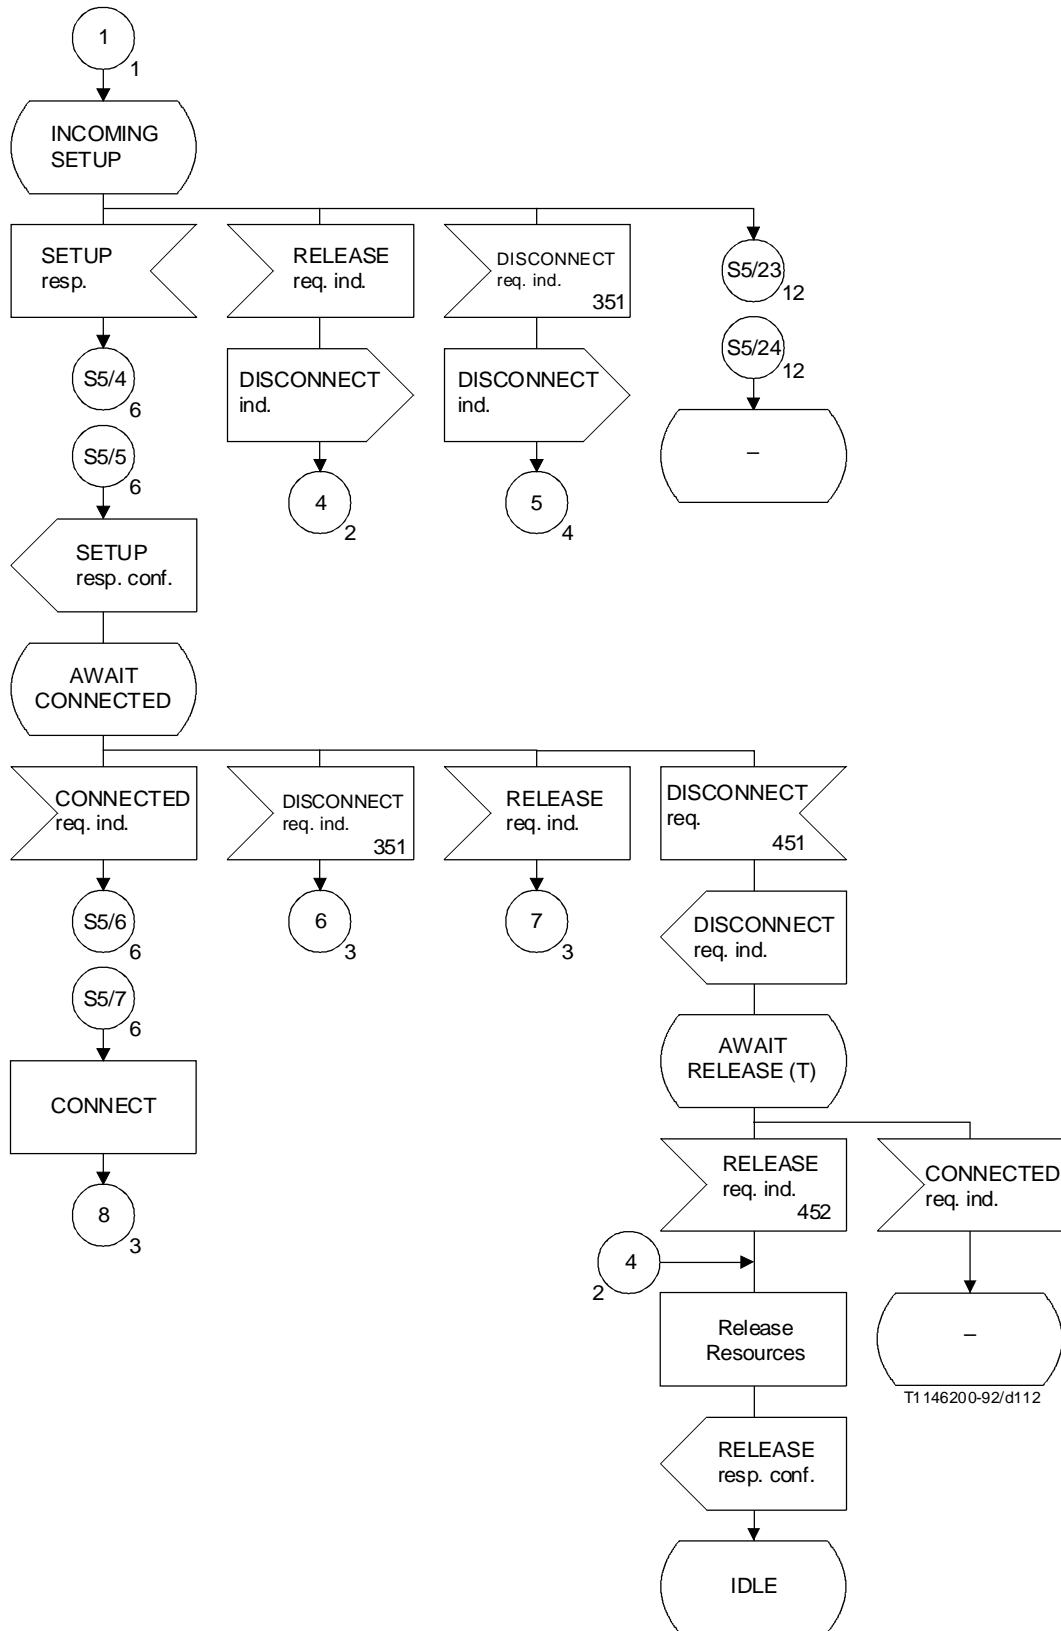 1
1
INCOMING
SETUP
SETUP
resp.
RELEASE
req. ind.
DISCONNECT
req. ind.
351
S5/23
12
S5/24
12
S5/4
6
DISCONNECT
ind.
DISCONNECT
ind.
–
S5/5
6
4
2
5
4
SETUP
resp. conf.
AWAIT
CONNECTED
CONNECTED
req. ind.
DISCONNECT
req. ind.
351
RELEASE
req. ind.
DISCONNECT
req.
451
S5/6
6
6
3
7
3
DISCONNECT
req. ind.
S5/7
6
AWAIT
RELEASE (T)
CONNECT
RELEASE
req. ind.
452
CONNECTED
req. ind.
8
3
4
2
Release
Resources
–
T1146200-92/d112
RELEASE
resp. conf.
IDLE